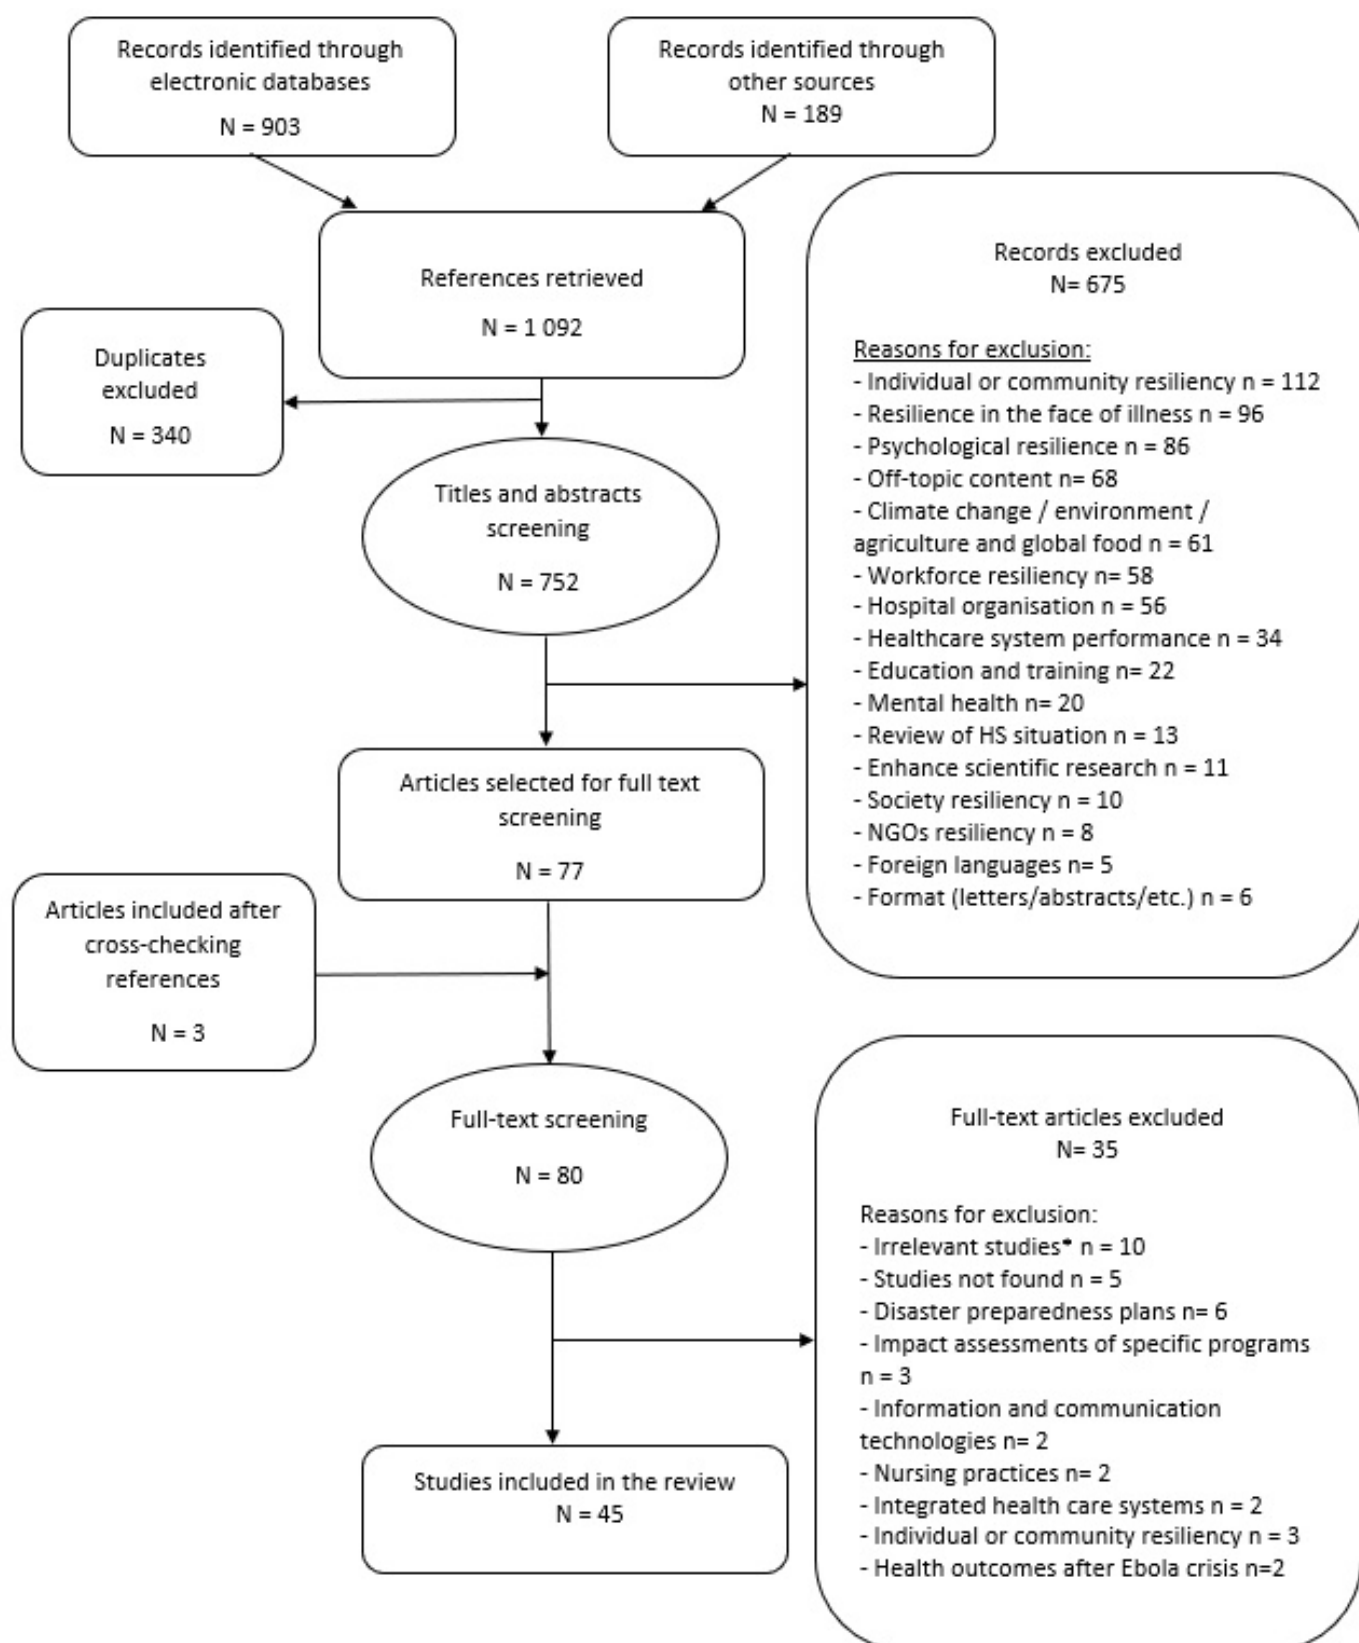 Records identified through
electronic databases
N = 903
Records identified through
other sources
N = 189
References retrieved
N = 1 092
Duplicates
excluded
N = 340
Titles and abstracts
screening
N = 752
Records excluded
N= 675
Reasons for exclusion:
- Individual or community resiliency n = 112
- Resilience in the face of illness n = 96
- Psychological resilience n = 86
- Off-topic content n= 68
- Climate change / environment /
agriculture and global food n = 61
- Workforce resiliency n= 58
- Hospital organisation n = 56
- Healthcare system performance n = 34
- Education and training n= 22
- Mental health n= 20
- Review of HS situation n = 13
- Enhance scientific research n = 11
- Society resiliency n = 10
- NGOs resiliency n = 8
- Foreign languages n= 5
- Format (letters/abstracts/etc.) n = 6
Articles selected for full text
screening
N = 77
Articles included after
cross-checking
references
N = 3
Full-text screening
N = 80
Full-text articles excluded
N= 35
Reasons for exclusion:
- Irrelevant studies* n = 10
- Studies not found n = 5
- Disaster preparedness plans n= 6
- Impact assessments of specific programs
n = 3
- Information and communication
technologies n= 2
- Nursing practices n= 2
- Integrated health care systems n = 2
- Individual or community resiliency n = 3
- Health outcomes after Ebola crisis n=2
Studies included in the review
N = 45